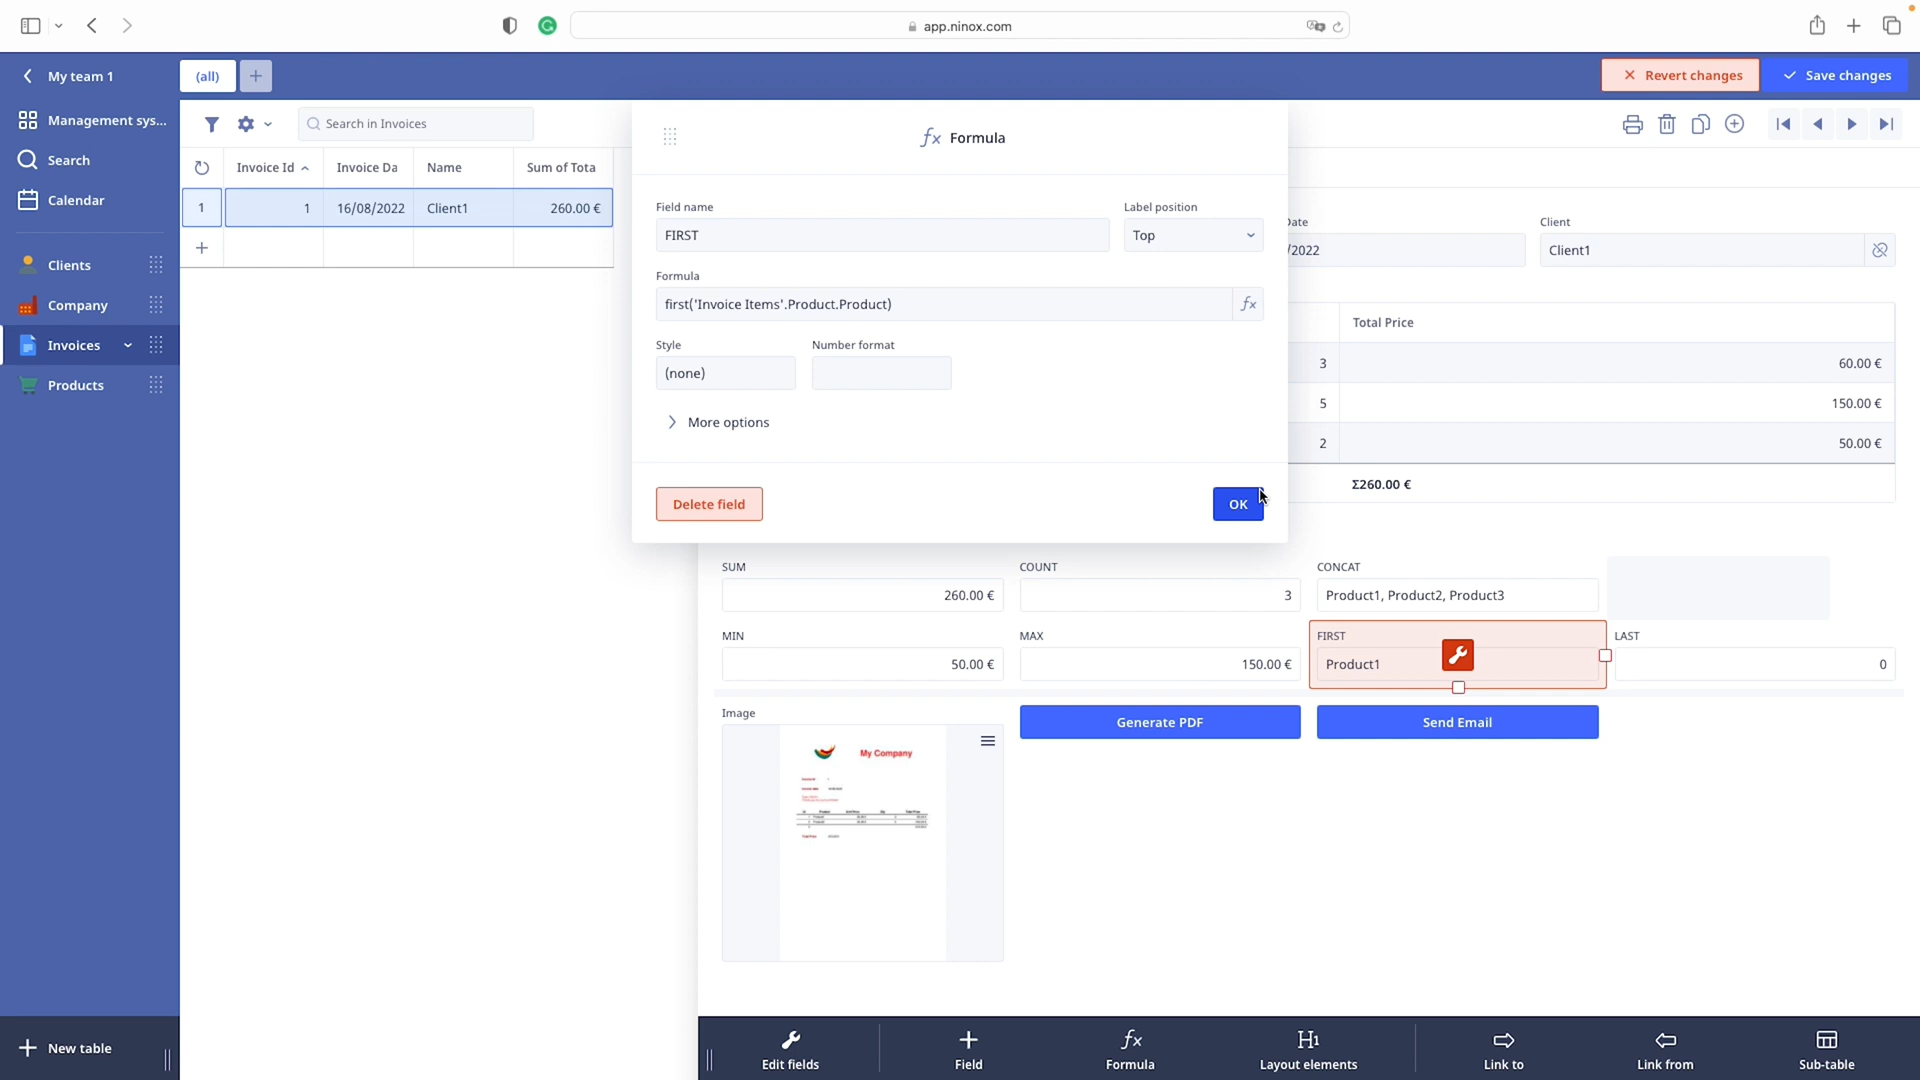 app.ninox.com
My team 1
(all)
Revert changes
Save changes
Management sys...
Search
Calendar
Clients
Company
Invoices
Products
New table
Search in Invoices
Invoice Id
Invoice Da
Name
Sum of Tota
1
1
16/08/2022
Client1
260.00 €
Formula
Field name
Label position
FIRST
Top
Formula
first('Invoice Items'.Product.Product)
fx
Style
Number format
(none)
More options
Delete field
OK
Date
Client
/2022
Client1
Total Price
3
60.00 €
5
150.00 €
2
50.00 €
Σ260.00 €
SUM
COUNT
CONCAT
260.00 €
3
Product1, Product2, Product3
MIN
MAX
FIRST
LAST
50.00 €
150.00 €
Product1
0
Image
Generate PDF
Send Email
My Company
Edit fields
Field
Formula
Layout elements
Link to
Link from
Sub-table